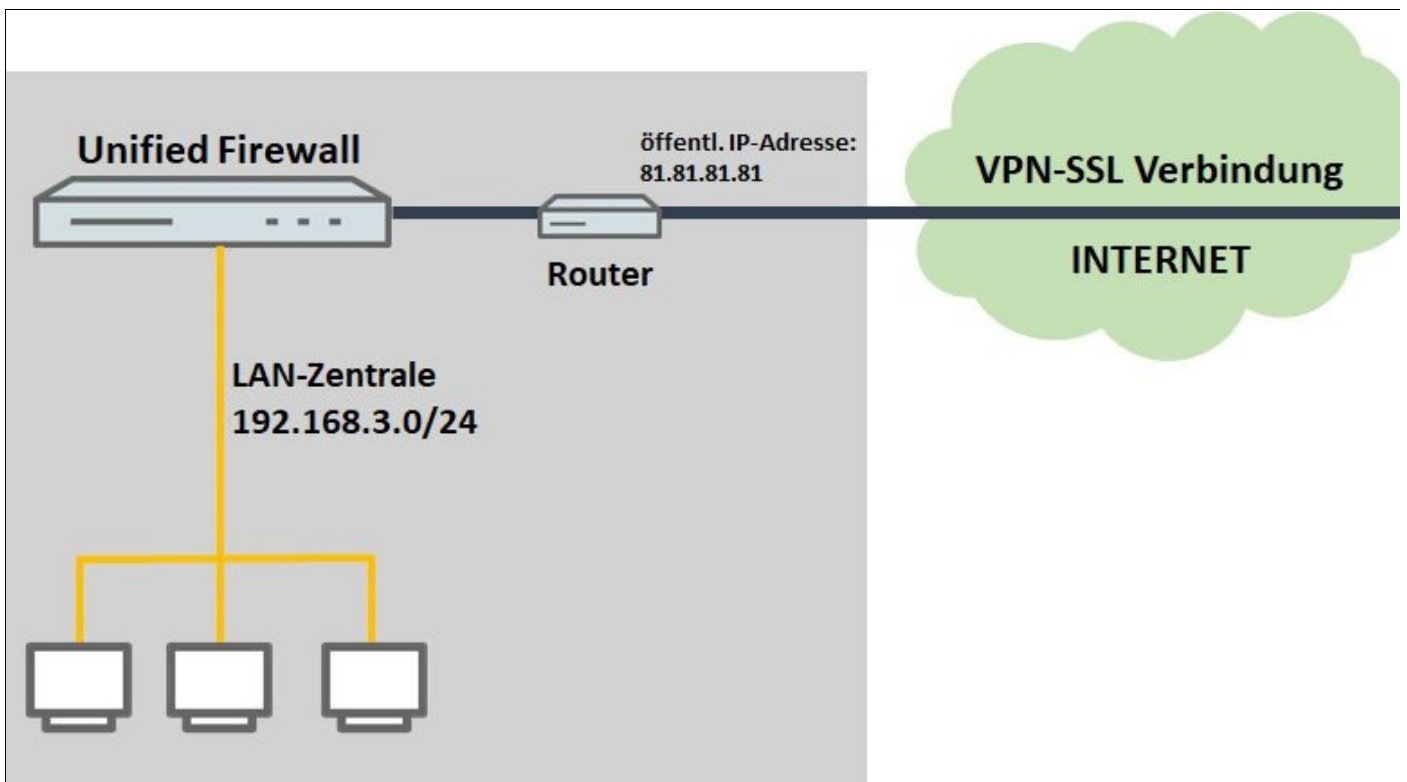 Unified Firewall
öffentl. IP-Adresse:
81.81.81.81
VPN-SSL Verbindung
Router
INTERNET
LAN-Zentrale
192.168.3.0/24